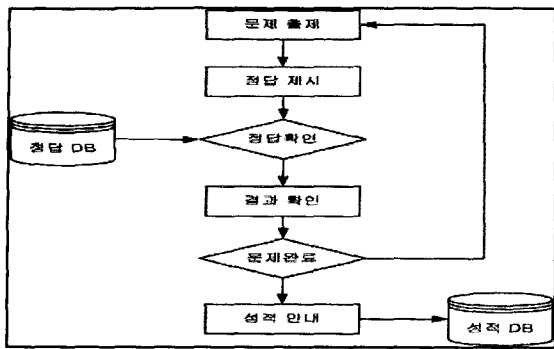 문제 출제
정답 제시
정답확인
정답 DB
결과 확인
문제완료
성적 안내
성적 DB